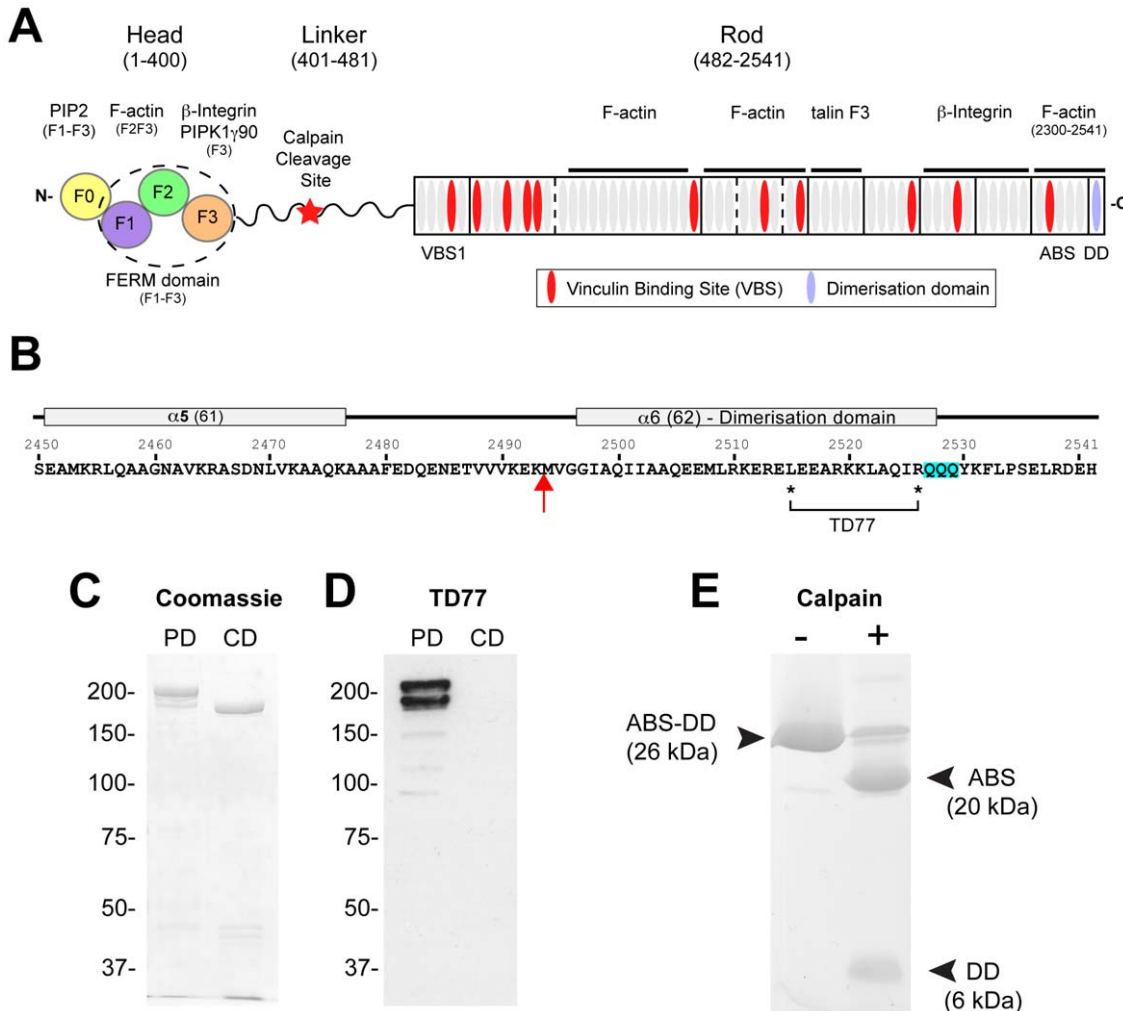 A
Head
(1-400)
Linker
(401-481)
Rod
(482-2541)
PIP2
(F1-F3)
F-actin
(F2F3)
β-Integrin
PIPK1γ90
(F3)
Calpain
Cleavage
Site
F-actin
F-actin
talin F3
β-Integrin
F-actin
(2300-2541)
N-
F0
F1
F2
F3
-C
FERM domain
(F1-F3)
VBS1
ABS DD
Vinculin Binding Site (VBS)
Dimerisation domain
B
α5 (61)
α6 (62) - Dimerisation domain
2450 2460 2470 2480 2490 2500 2510 2520 2530 2541
SEAMKRLQAAGNAVKRASDNLVKAAQKAAAFEDQENETVVVKEKMVGGIAQIIAAQEEMLRKERELEEARKKLAQIRQQQYKFLPSELRDEH
* *
TD77
C
Coomassie
PD CD
200-
150-
100-
75-
50-
37-
D
TD77
PD CD
200-
150-
100-
75-
50-
37-
E
Calpain
- +
ABS-DD
(26 kDa)
ABS
(20 kDa)
DD
(6 kDa)